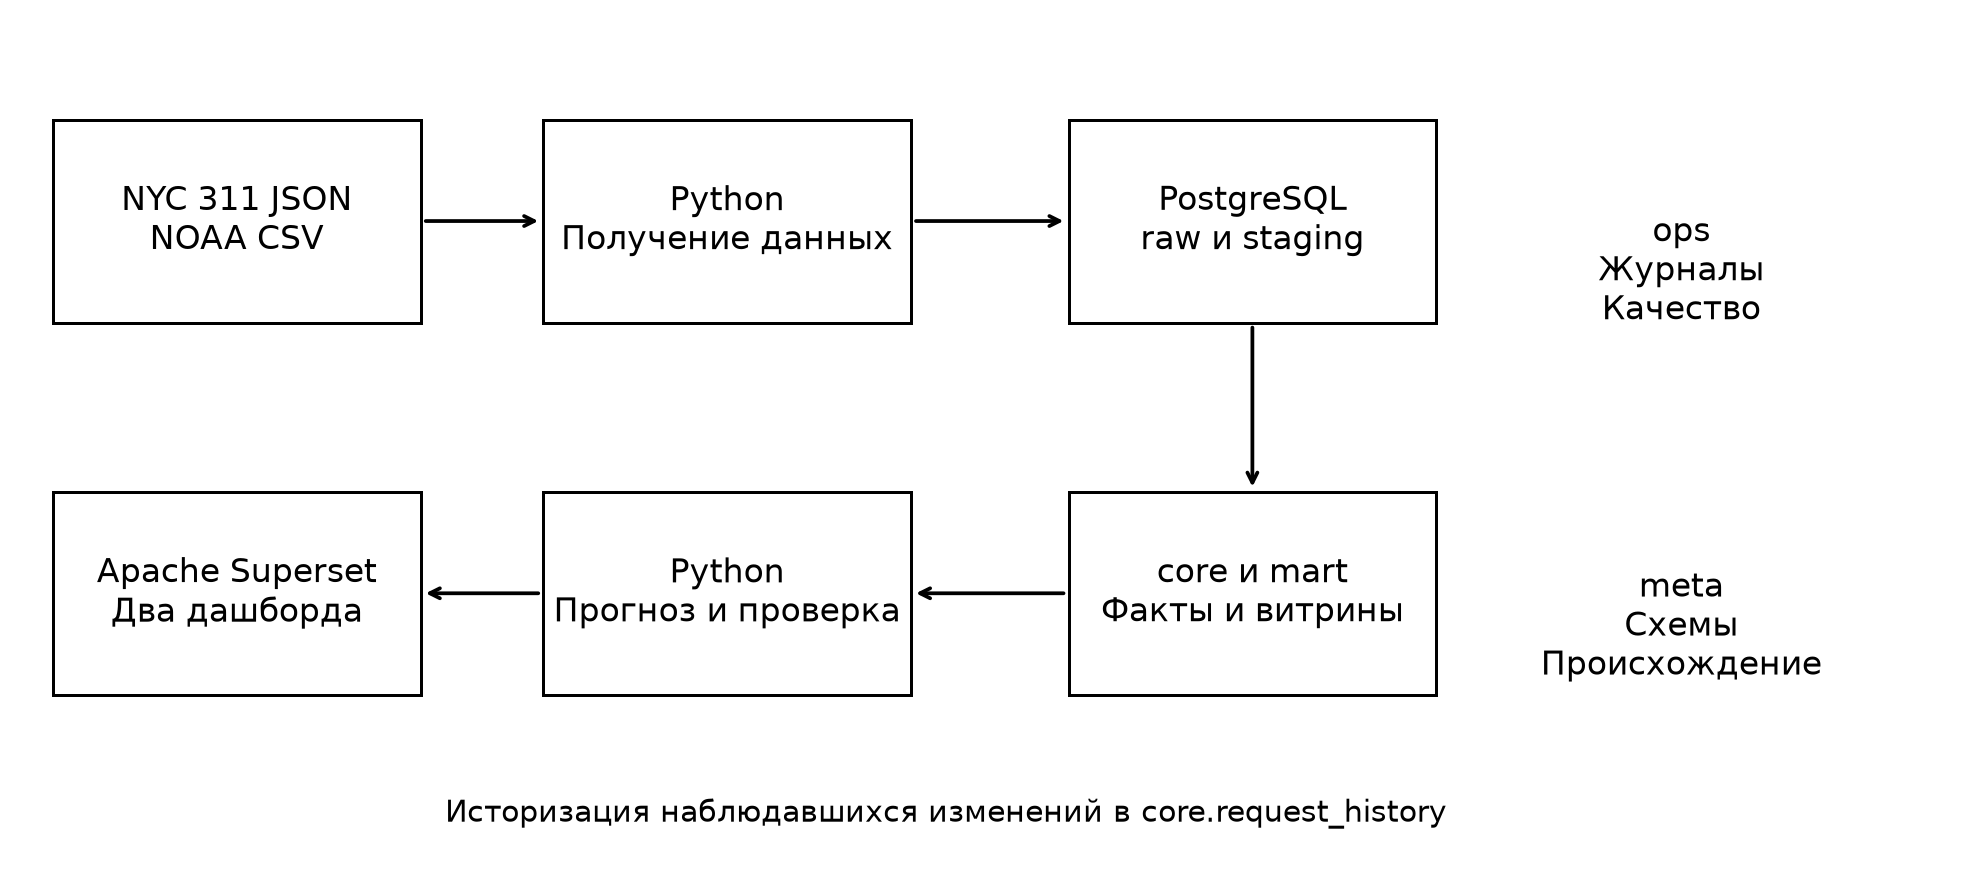 NYC 311 JSON
NOAA CSV
Python
Получение данных
PostgreSQL
raw и staging
ops
Журналы
Качество
Apache Superset
Два дашборда
Python
Прогноз и проверка
core и mart
Факты и витрины
meta
Схемы
Происхождение
Историзация наблюдавшихся изменений в core.request_history